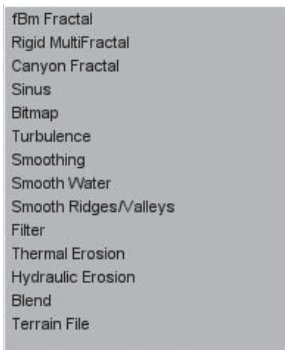 fBm Fractal
Rigid MultiFractal
Canyon Fractal
Sinus
Bitmap
Turbulence
Smoothing
Smooth Water
Smooth Ridges/Valleys
Filter
Thermal Erosion
Hydraulic Erosion
Blend
Terrain File